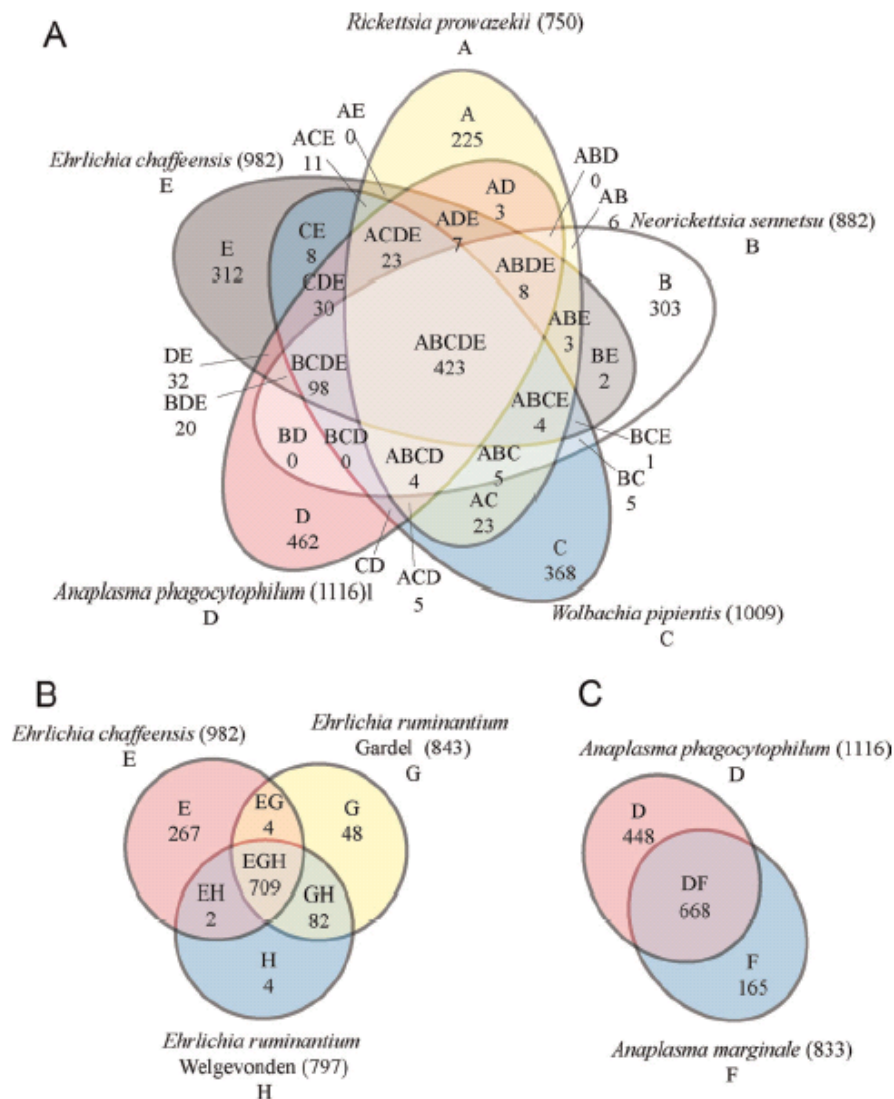 A
Rickettsia prowazekii (750)
A
AE
0
ACE
11
A
225
ABD
0
AB
6
Ehrlichia chaffeensis (982)
E
Neorickettsia sennetsu (882)
B
AD
3
ADE
7
E
312
CE
8
ACDE
23
CDE
30
ABDE
8
B
303
ABE
3
BE
2
ABCDE
423
DE
32
BDE
20
BCDE
98
ABCE
4
BCE
1
BC
5
BD
0
BCD
0
ABCD
4
ABC
5
AC
23
D
462
CD
ACD
5
C
368
Anaplasma phagocytophilum (1116)
D
Wolbachia pipientis (1009)
C
B
Ehrlichia chaffeensis (982)
E
Ehrlichia ruminantium
Gardel (843)
G
E
267
EG
4
G
48
EGH
709
EH
2
GH
82
H
4
Ehrlichia ruminantium
Welgevonden (797)
H
C
Anaplasma phagocytophilum (1116)
D
D
448
DF
668
F
165
Anaplasma marginale (833)
F